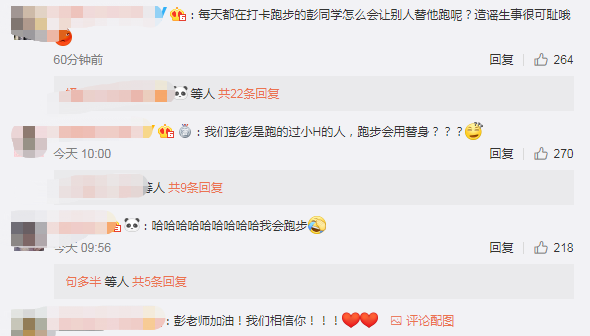 ：每天都在打卡跑步的彭同学怎么会让别人替他跑呢？造谣生事很可耻哦
60分钟前 回复 264
等人 共22条回复
：我们彭彭是跑的过小H的人，跑步会用替身？？？
今天 10:00 回复 270
等人 共9条回复
：哈哈哈哈哈哈哈哈哈我会跑步
今天 09:56 回复 218
句多半 等人 共5条回复
：彭老师加油！我们相信你！！！ 评论配图